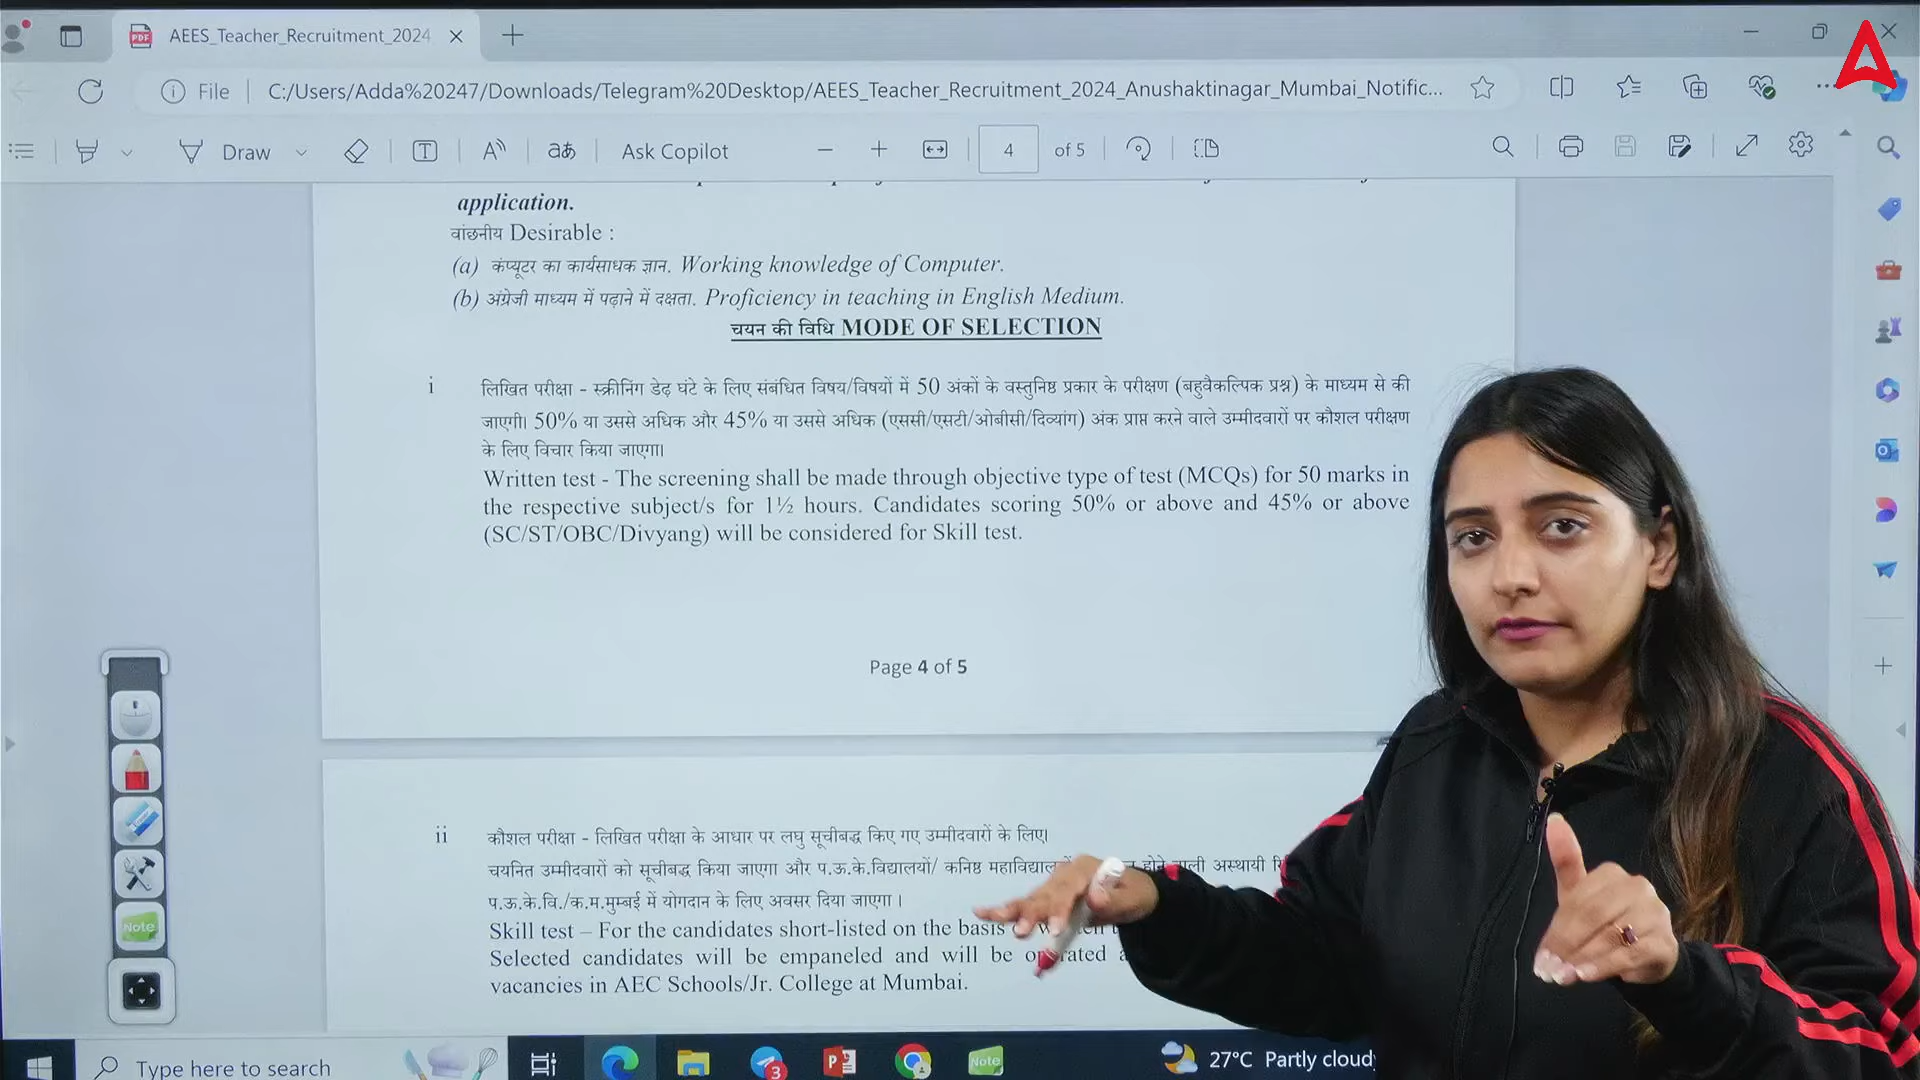 AEES_Teacher_Recruitment_2024
File
C:/Users/Adda%20247/Downloads/Telegram%20Desktop/AEES_Teacher_Recruitment_2024_Anushaktinagar_Mumbai_Notific...
Draw
Ask Copilot
4 of 5
application.
वांछनीय Desirable :
(a) कंप्यूटर का कार्यसाधक ज्ञान. Working knowledge of Computer.
(b) अंग्रेजी माध्यम में पढ़ाने में दक्षता. Proficiency in teaching in English Medium.
चयन की विधि MODE OF SELECTION
i लिखित परीक्षा - स्क्रीनिंग डेढ़ घंटे के लिए संबंधित विषय/विषयों में 50 अंकों के वस्तुनिष्ठ प्रकार के परीक्षण (बहुवैकल्पिक प्रश्न) के माध्यम से की
जाएगी। 50% या उससे अधिक और 45% या उससे अधिक (एससी/एसटी/ओबीसी/दिव्यांग) अंक प्राप्त करने वाले उम्मीदवारों पर कौशल परीक्षण
के लिए विचार किया जाएगा।
Written test - The screening shall be made through objective type of test (MCQs) for 50 marks in
the respective subject/s for 1½ hours. Candidates scoring 50% or above and 45% or above
(SC/ST/OBC/Divyang) will be considered for Skill test.
Page 4 of 5
ii कौशल परीक्षा - लिखित परीक्षा के आधार पर लघु सूचीबद्ध किए गए उम्मीदवारों के लिए।
चयनित उम्मीदवारों को सूचीबद्ध किया जाएगा और प.ऊ.के.विद्यालयों/ कनिष्ठ अस्थायी
प.ऊ.के.वि./क.म.मुम्बई में योगदान के लिए अवसर दिया जाएगा ।
Skill test – For the candidates short-listed on the basis
Selected candidates will be empaneled and will be
vacancies in AEC Schools/Jr. College at Mumbai.
Note
Type here to search
3
Note
27°C Partly cloudy